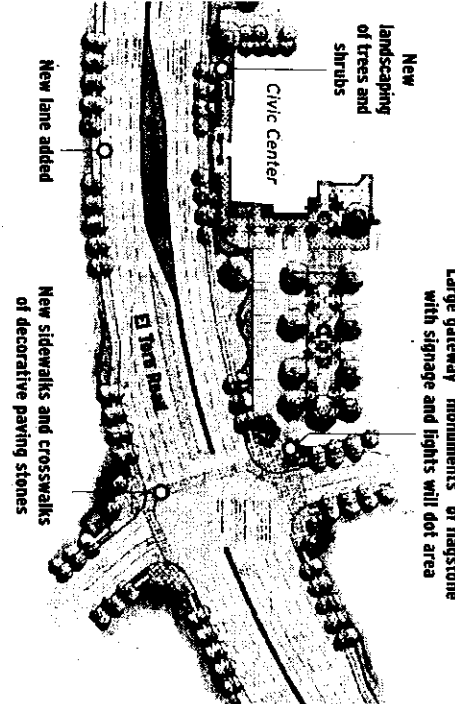 New
landscaping
of trees and
shrubs
Civic Center
Large gateway "monuments" of flagstone
with signage and lights will dot area
New lane added
El Toro Road
New sidewalks and crosswalks
of decorative paving stones